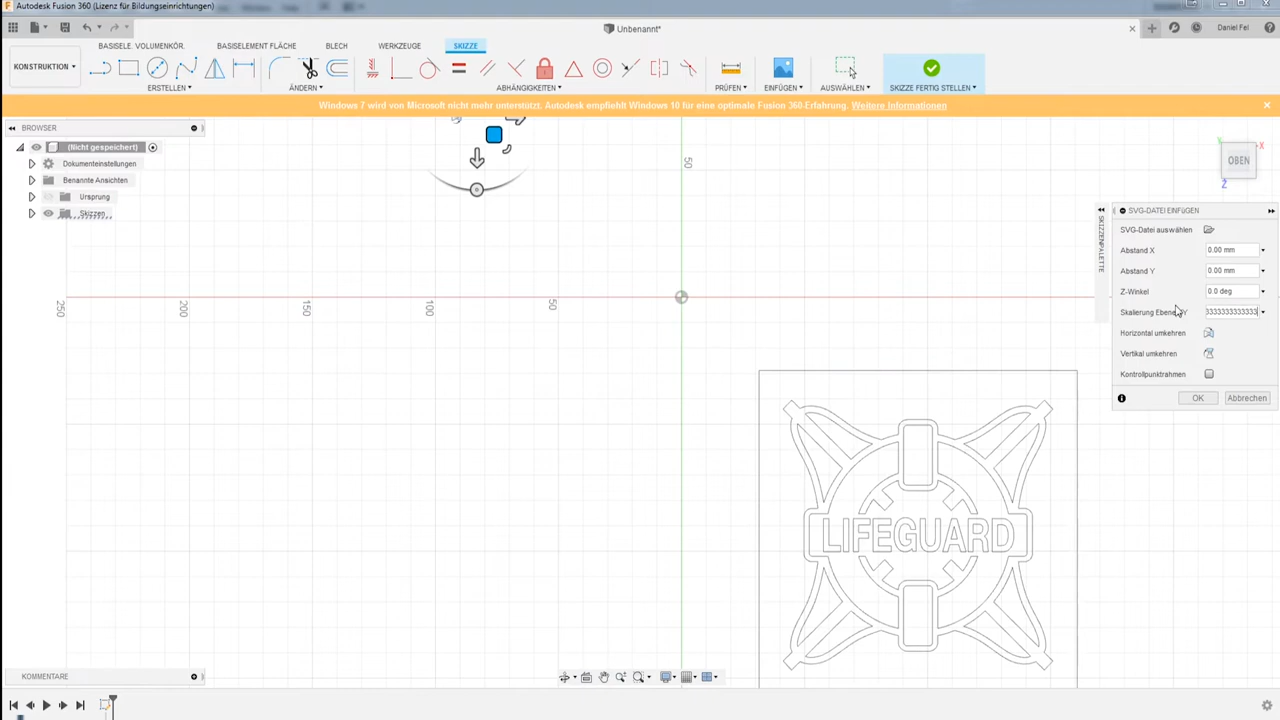 Autodesk Fusion 360 (Lizenz für Bildungseinrichtungen)
Unbenannt*
Daniel Fei
BASISELE. VOLUMENKÖR.
BASISELEMENT FLÄCHE
BLECH
WERKZEUGE
SKIZZE
KONSTRUKTION
ERSTELLEN
ÄNDERN
ABHÄNGIGKEITEN
PRÜFEN
EINFÜGEN
AUSWÄHLEN
SKIZZE FERTIG STELLEN
Windows 7 wird von Microsoft nicht mehr unterstützt. Autodesk empfiehlt Windows 10 für eine optimale Fusion 360-Erfahrung. Weitere Informationen
BROWSER
(Nicht gespeichert)
Dokumenteinstellungen
Benannte Ansichten
Ursprung
Skizzen
50
250
200
150
100
50
Y
X
OBEN
Z
SKIZZENPALETTE
SVG-DATEI EINFÜGEN
SVG-Datei auswählen
Abstand X
0.00 mm
Abstand Y
0.00 mm
Z-Winkel
0.0 deg
Skalierung Ebene Y
3333333333333
Horizontal umkehren
Vertikal umkehren
Kontrollpunktrahmen
OK
Abbrechen
LIFEGUARD
KOMMENTARE